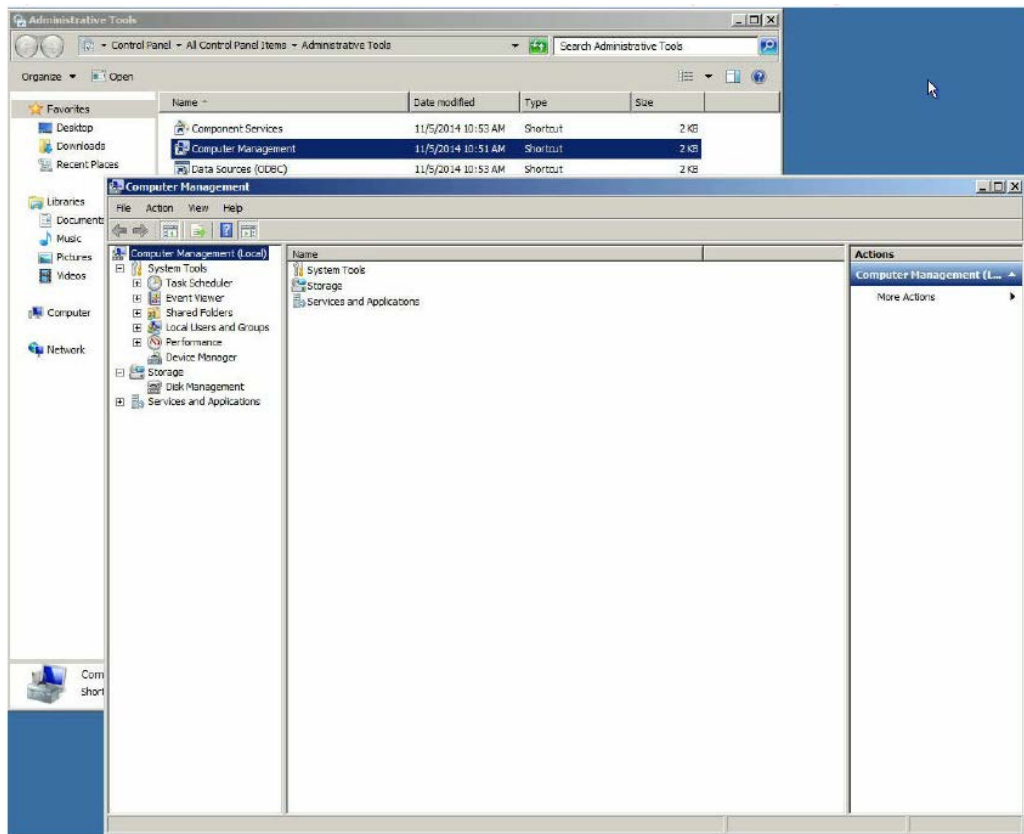 Administrative Tools
Control Panel - All Control Panel Items - Administrative Tools
Search Administrative Tools
Organize Open
Favorites
Desktop
Downloads
Recent Places
Libraries
Documents
Music
Pictures
Videos
Computer
Network
Name Date modified Type Size
Component Services 11/5/2014 10:53 AM Shortcut 2 KB
Computer Management 11/5/2014 10:51 AM Shortcut 2 KB
Data Sources (ODBC) 11/5/2014 10:53 AM Shortcut 2 KB
Com
Short
Computer Management
File Action View Help
Computer Management (Local)
System Tools
Task Scheduler
Event Viewer
Shared Folders
Local Users and Groups
Performance
Device Manager
Storage
Disk Management
Services and Applications
Name
System Tools
Storage
Services and Applications
Actions
Computer Management (L...
More Actions